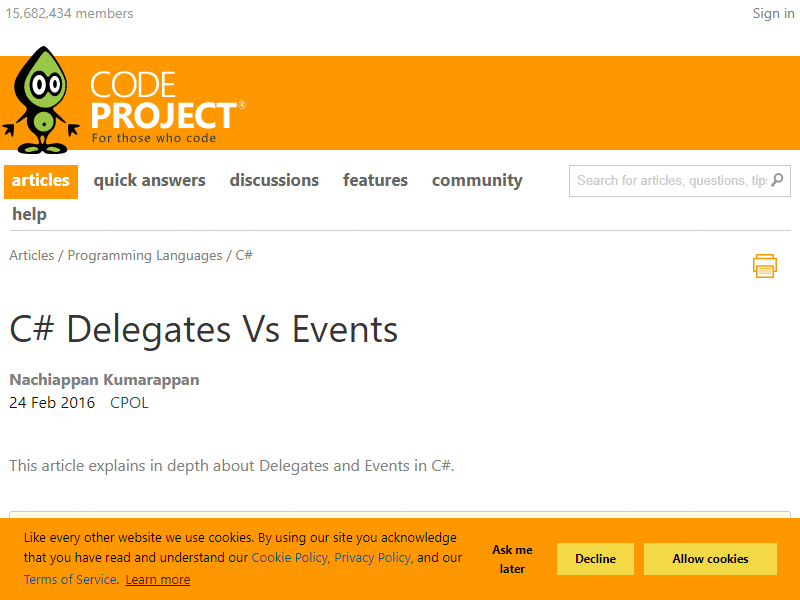 15,682,434 members
Sign in
CODE
PROJECT®
For those who code
articles
quick answers
discussions
features
community
Search for articles, questions, tips
help
Articles / Programming Languages / C#
C# Delegates Vs Events
Nachiappan Kumarappan
24 Feb 2016 CPOL
This article explains in depth about Delegates and Events in C#.
Like every other website we use cookies. By using our site you acknowledge
that you have read and understand our Cookie Policy, Privacy Policy, and our
Terms of Service. Learn more
Ask me
later
Decline
Allow cookies